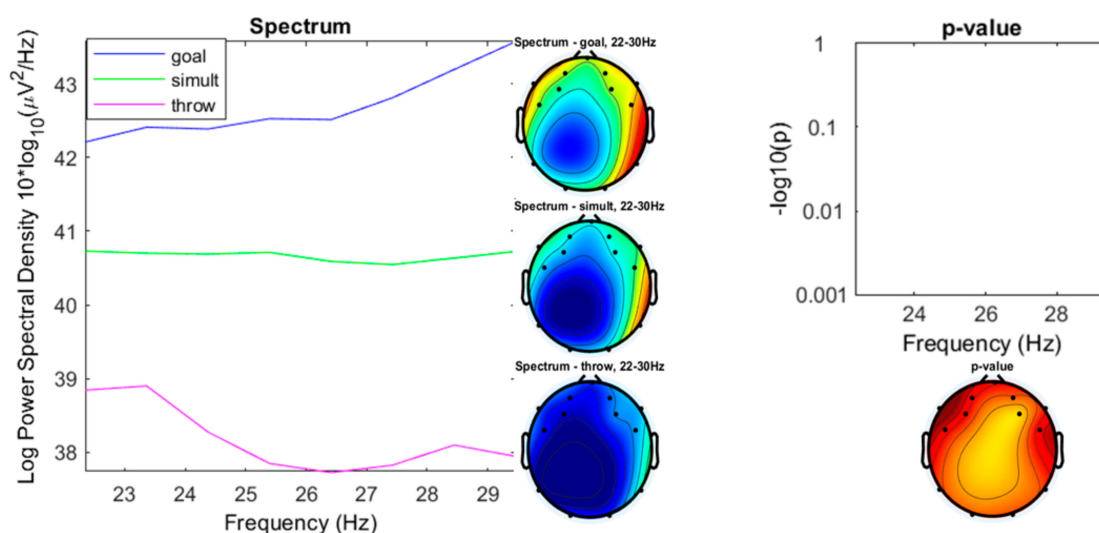 Spectrum
Log Power Spectral Density 10*log₁₀(μV²/Hz)
goal
simult
throw
43
42
41
40
39
38
23 24 25 26 27 28 29
Frequency (Hz)
Spectrum - goal, 22-30Hz
Spectrum - simult, 22-30Hz
Spectrum - throw, 22-30Hz
p-value
-log10(p)
1
0.1
0.01
0.001
24 26 28
Frequency (Hz)
p-value